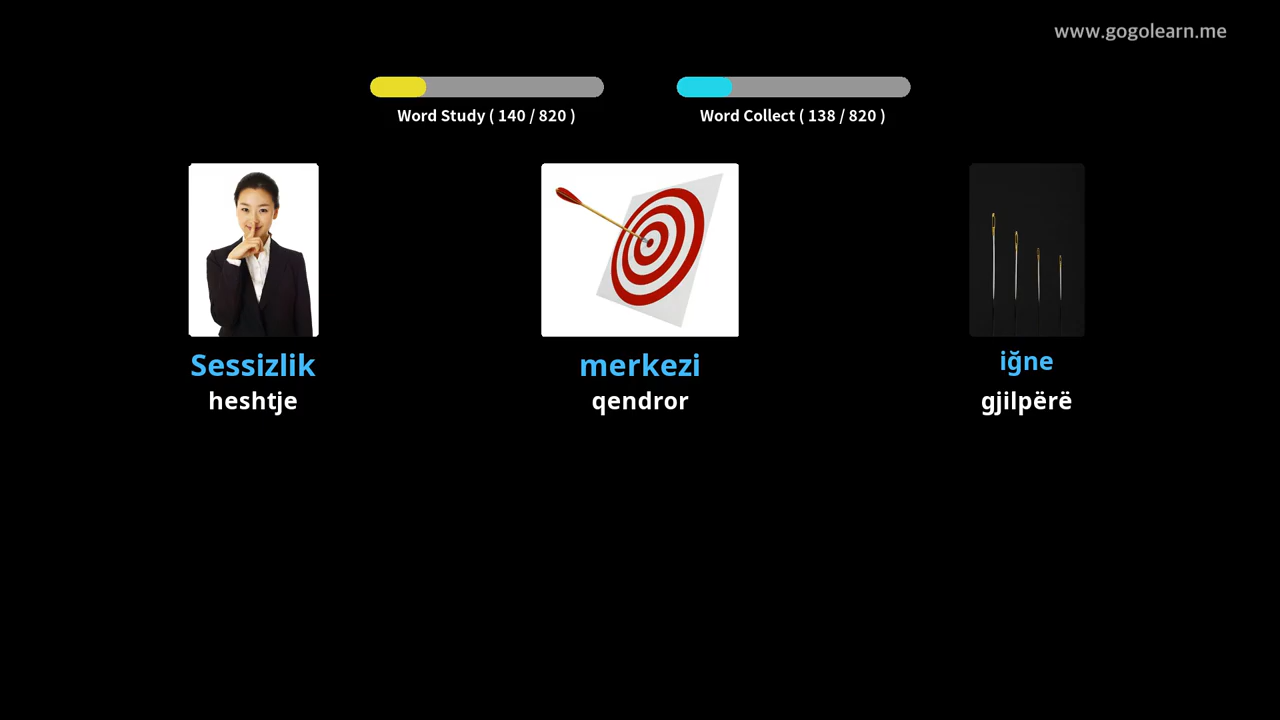 www.gogolearn.me
Word Study ( 140 / 820 )
Word Collect ( 138 / 820 )
Sessizlik
heshtje
merkezi
qendror
iğne
gjilpërë